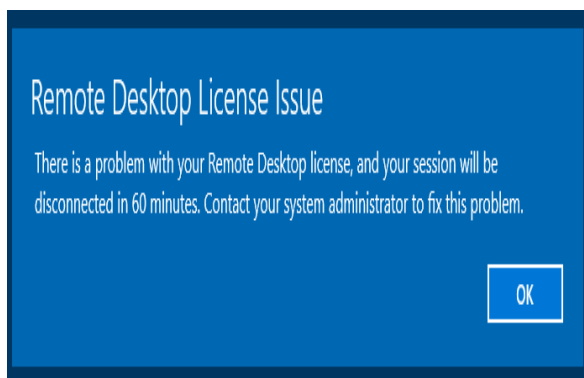 Remote Desktop License Issue
There is a problem with your Remote Desktop license, and your session will be
disconnected in 60 minutes. Contact your system administrator to fix this problem.
OK